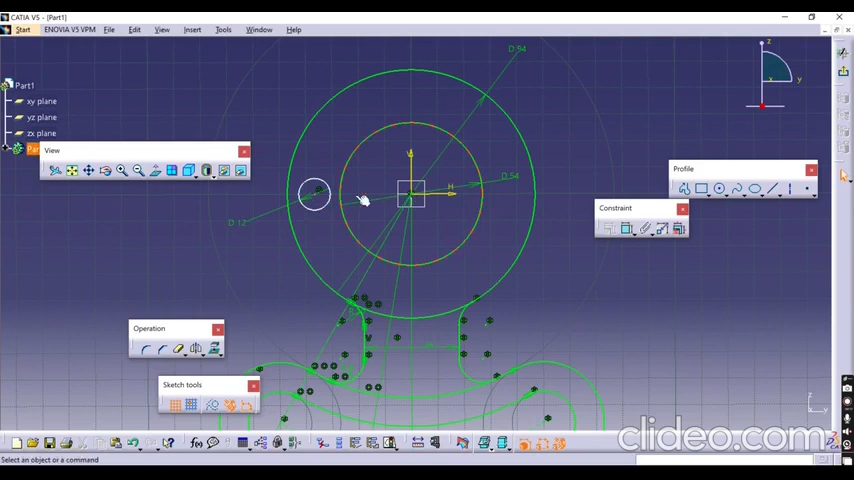 CATIA V5 - [Part1]
Start ENOVIA V5 VPM File Edit View Insert Tools Window Help
Part1
xy plane
yz plane
zx plane
Par
View
D 94
z
x
y
Profile
V
H
D 54
D 12
Constraint
V
Operation
Sketch tools
f(x)
z
y
clideo.com
Select an object or a command